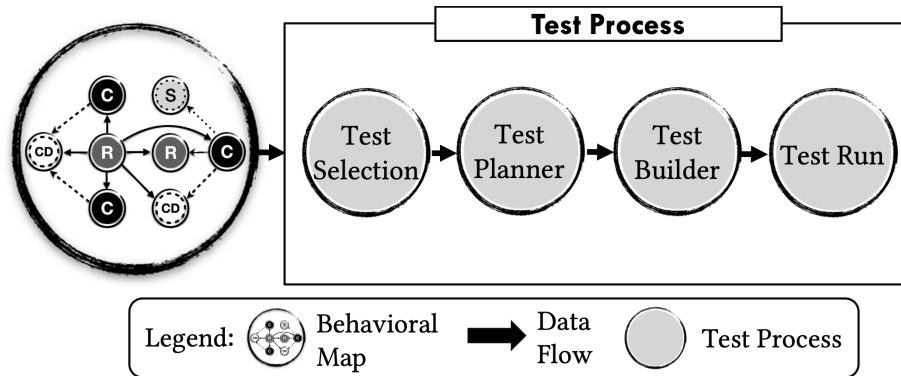 Test Process
C
S
CD
R
R
C
C
CD
Test
Selection
Test
Planner
Test
Builder
Test Run
Legend:
Behavioral
Map
Data
Flow
Test Process